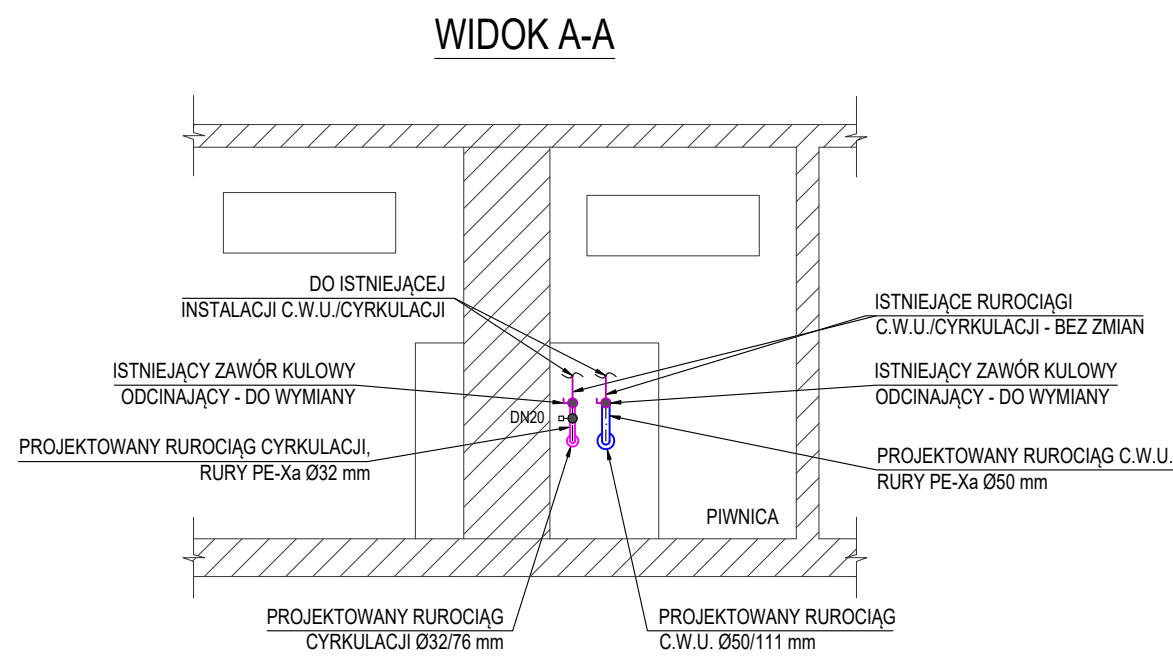 WIDOK A-A
DO ISTNIEJĄCEJ
INSTALACJI C.W.U./CYRKULACJI
ISTNIEJĄCE RUROCIĄGI
C.W.U./CYRKULACJI - BEZ ZMIAN
ISTNIEJĄCY ZAWÓR KULOWY
ODCINAJĄCY - DO WYMIANY
ISTNIEJĄCY ZAWÓR KULOWY
ODCINAJĄCY - DO WYMIANY
DN20
PROJEKTOWANY RUROCIĄG CYRKULACJI,
RURY PE-Xa Ø32 mm
PROJEKTOWANY RUROCIĄG C.W.U.
RURY PE-Xa Ø50 mm
PIWNICA
PROJEKTOWANY RUROCIĄG
CYRKULACJI Ø32/76 mm
PROJEKTOWANY RUROCIĄG
C.W.U. Ø50/111 mm